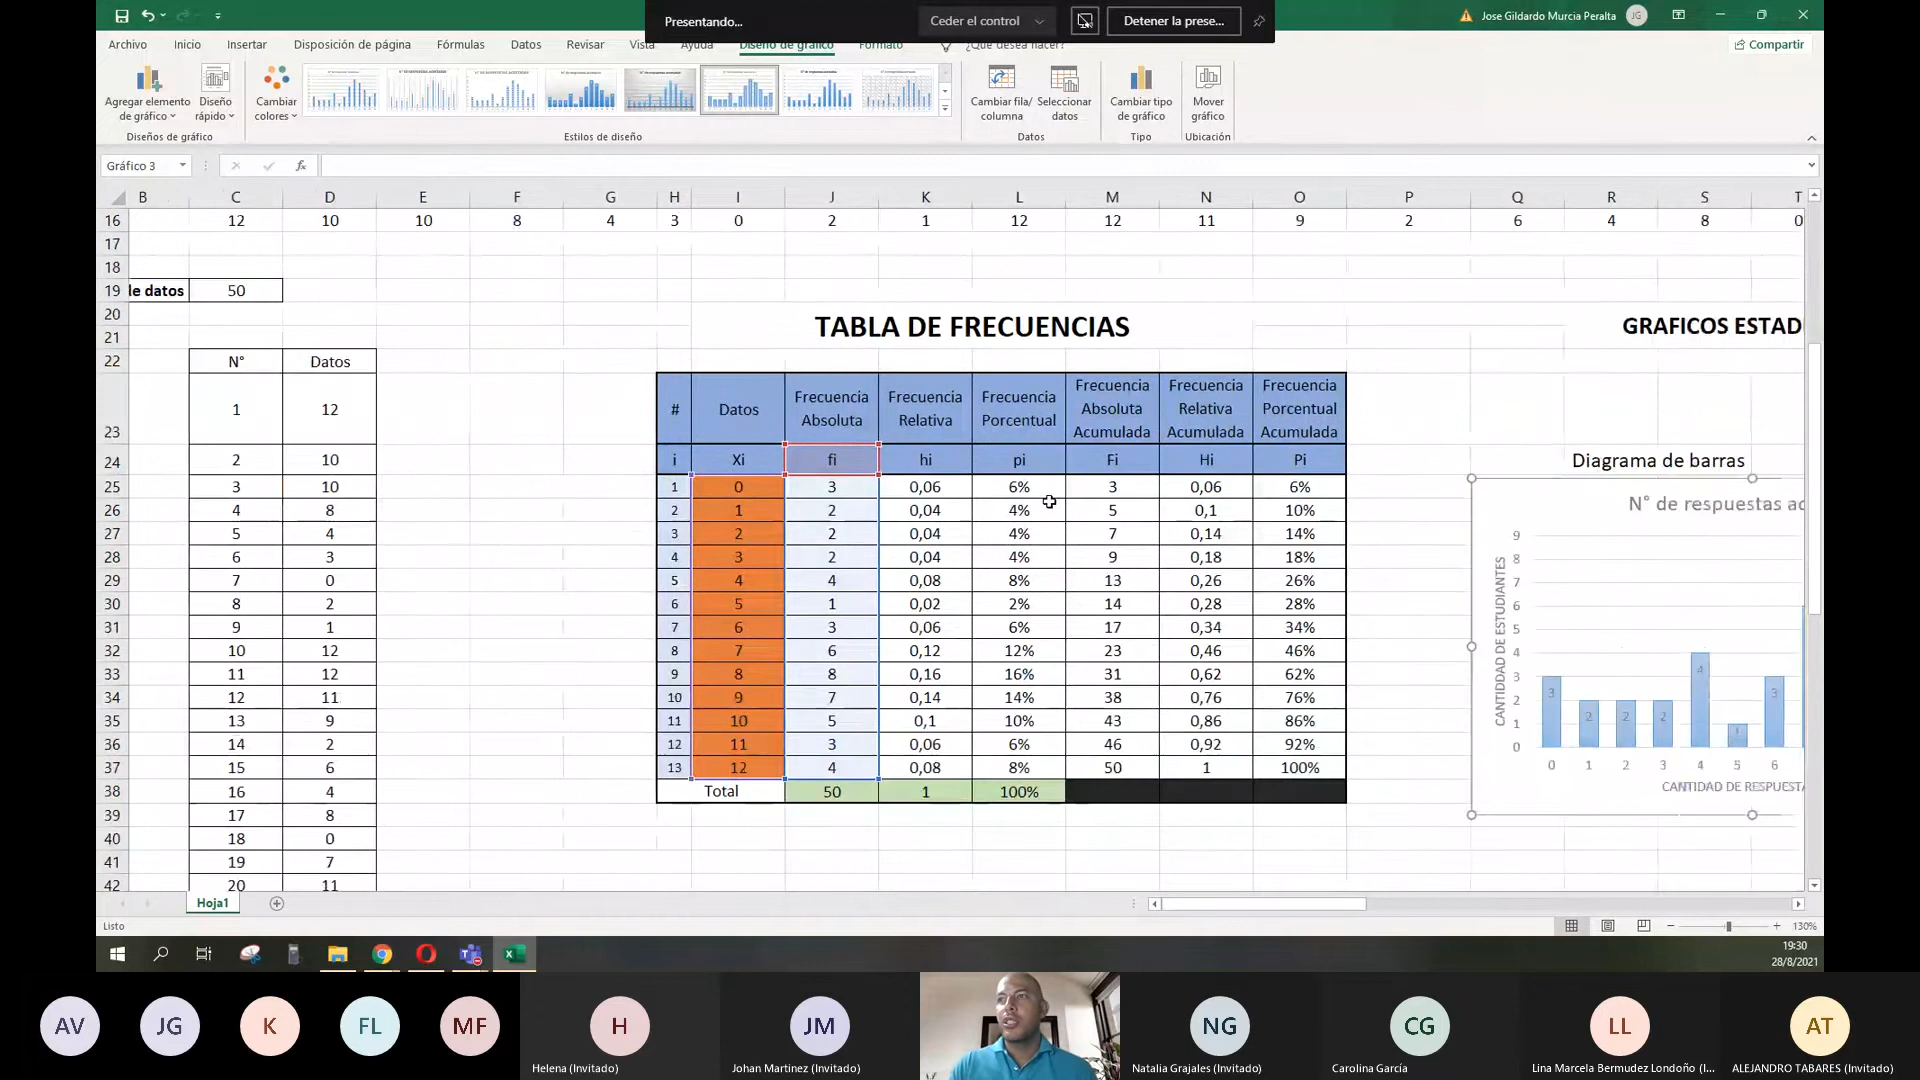 Presentando...
Ceder el control
Detener la prese...
Jose Gildardo Murcia Peralta
JG
Archivo Inicio Insertar Disposición de página Fórmulas Datos Revisar Vista Ayuda Diseño de gráfico Formato ¿Qué desea hacer?
Compartir
Agregar elemento de gráfico
Diseño rápido
Cambiar colores
Cambiar fila/ columna
Seleccionar datos
Cambiar tipo de gráfico
Mover gráfico
Diseños de gráfico
Estilos de diseño
Datos
Tipo
Ubicación
Gráfico 3
fx
B C D E F G H I J K L M N O P Q R S T
16 12 10 10 8 4 3 0 2 1 12 12 11 9 2 6 4 8 0
17
18
19 le datos 50
20
21 TABLA DE FRECUENCIAS GRAFICOS ESTAD
22 N° Datos
23 1 12
# Datos Frecuencia Absoluta Frecuencia Relativa Frecuencia Porcentual Frecuencia Absoluta Acumulada Frecuencia Relativa Acumulada Frecuencia Porcentual Acumulada
24 2 10 i Xi fi hi pi Fi Hi Pi Diagrama de barras
25 3 10 1 0 3 0,06 6% 3 0,06 6%
26 4 8 2 1 2 0,04 4% 5 0,1 10%
27 5 4 3 2 2 0,04 4% 7 0,14 14%
28 6 3 4 3 2 0,04 4% 9 0,18 18%
29 7 0 5 4 4 0,08 8% 13 0,26 26%
30 8 2 6 5 1 0,02 2% 14 0,28 28%
31 9 1 7 6 3 0,06 6% 17 0,34 34%
32 10 12 8 7 6 0,12 12% 23 0,46 46%
33 11 12 9 8 8 0,16 16% 31 0,62 62%
34 12 11 10 9 7 0,14 14% 38 0,76 76%
35 13 9 11 10 5 0,1 10% 43 0,86 86%
36 14 2 12 11 3 0,06 6% 46 0,92 92%
37 15 6 13 12 4 0,08 8% 50 1 100%
38 16 4 Total 50 1 100%
39 17 8
40 18 0
41 19 7
42 20 11
N° de respuestas ac
CANTIDDAD DE ESTUDIANTES
9
8
7
6
5
4
3
2
1
0
3 2 2 2 4 1 3
0 1 2 3 4 5 6
CANTIDAD DE RESPUESTA
Hoja1
Listo
130%
19:30
28/8/2021
AV JG K FL MF H JM NG CG LL AT
Helena (Invitado)
Johan Martinez (Invitado)
Natalia Grajales (Invitado)
Carolina García
Lina Marcela Bermudez Londoño (I...
ALEJANDRO TABARES (Invitado)